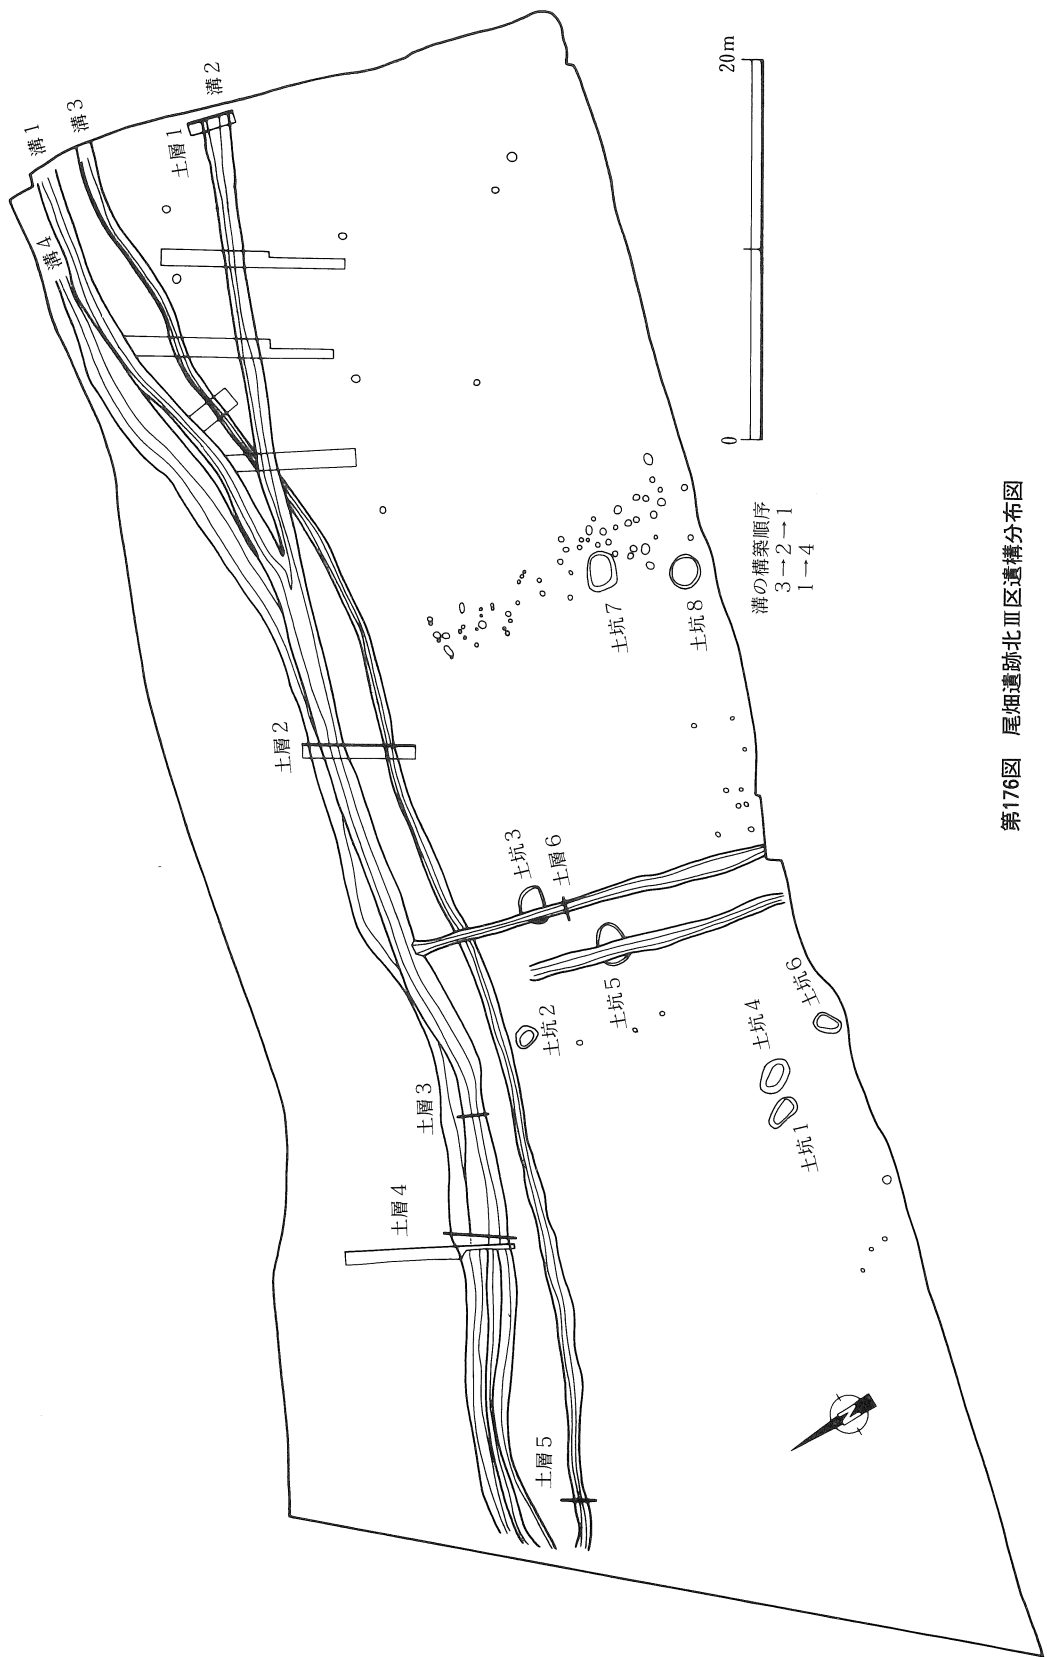 溝1
溝3
溝2
溝4
土層1
土層2
土層3
土層4
土層5
土層6
土坑3
土坑5
土坑2
土坑4
土坑6
土坑1
土坑7
土坑8
0
20m
溝の構築順序
3→2→1
1→4
N
第176図 尾畑遺跡北Ⅲ区遺構分布図